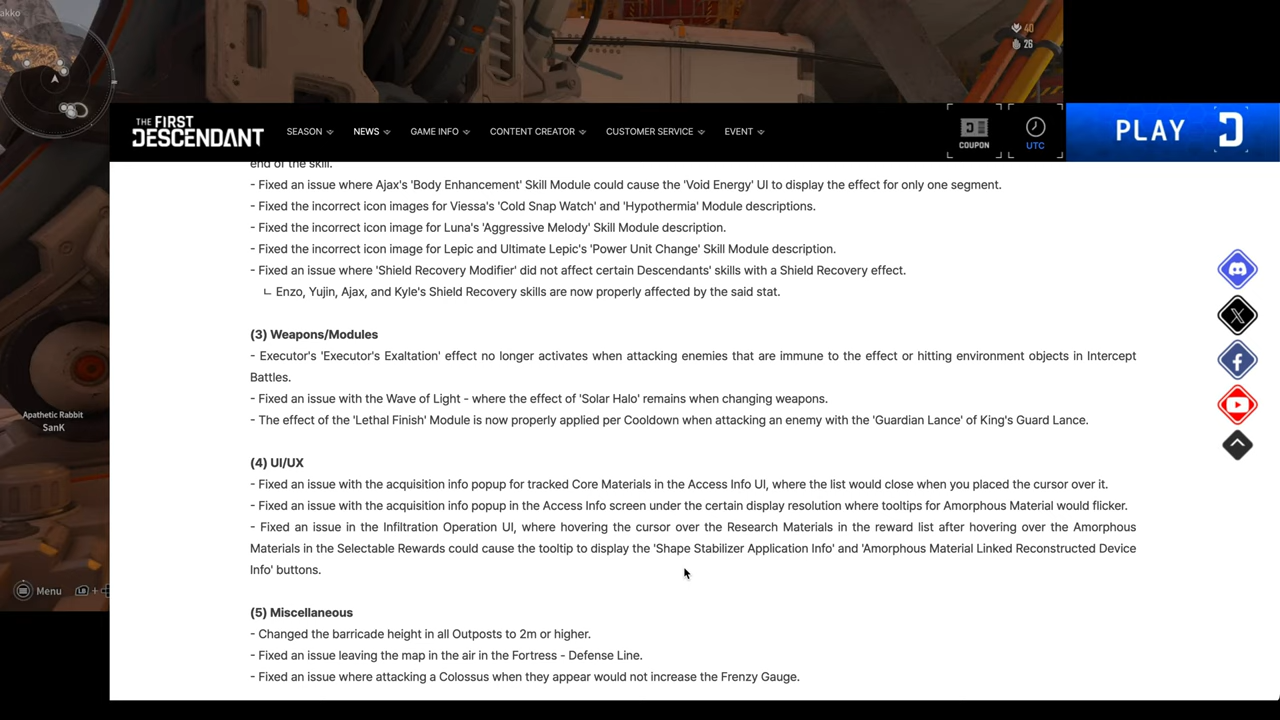 akko
40
26
THE FIRST
DESCENDANT
SEASON
NEWS
GAME INFO
CONTENT CREATOR
CUSTOMER SERVICE
EVENT
COUPON
UTC
PLAY
end of the skill.
- Fixed an issue where Ajax's 'Body Enhancement' Skill Module could cause the 'Void Energy' UI to display the effect for only one segment.
- Fixed the incorrect icon images for Viessa's 'Cold Snap Watch' and 'Hypothermia' Module descriptions.
- Fixed the incorrect icon image for Luna's 'Aggressive Melody' Skill Module description.
- Fixed the incorrect icon image for Lepic and Ultimate Lepic's 'Power Unit Change' Skill Module description.
- Fixed an issue where 'Shield Recovery Modifier' did not affect certain Descendants' skills with a Shield Recovery effect.
ㄴ Enzo, Yujin, Ajax, and Kyle's Shield Recovery skills are now properly affected by the said stat.
(3) Weapons/Modules
- Executor's 'Executor's Exaltation' effect no longer activates when attacking enemies that are immune to the effect or hitting environment objects in Intercept
Battles.
- Fixed an issue with the Wave of Light - where the effect of 'Solar Halo' remains when changing weapons.
- The effect of the 'Lethal Finish' Module is now properly applied per Cooldown when attacking an enemy with the 'Guardian Lance' of King's Guard Lance.
Apathetic Rabbit
SanK
(4) UI/UX
- Fixed an issue with the acquisition info popup for tracked Core Materials in the Access Info UI, where the list would close when you placed the cursor over it.
- Fixed an issue with the acquisition info popup in the Access Info screen under the certain display resolution where tooltips for Amorphous Material would flicker.
- Fixed an issue in the Infiltration Operation UI, where hovering the cursor over the Research Materials in the reward list after hovering over the Amorphous
Materials in the Selectable Rewards could cause the tooltip to display the 'Shape Stabilizer Application Info' and 'Amorphous Material Linked Reconstructed Device
Info' buttons.
Menu
LB +
(5) Miscellaneous
- Changed the barricade height in all Outposts to 2m or higher.
- Fixed an issue leaving the map in the air in the Fortress - Defense Line.
- Fixed an issue where attacking a Colossus when they appear would not increase the Frenzy Gauge.